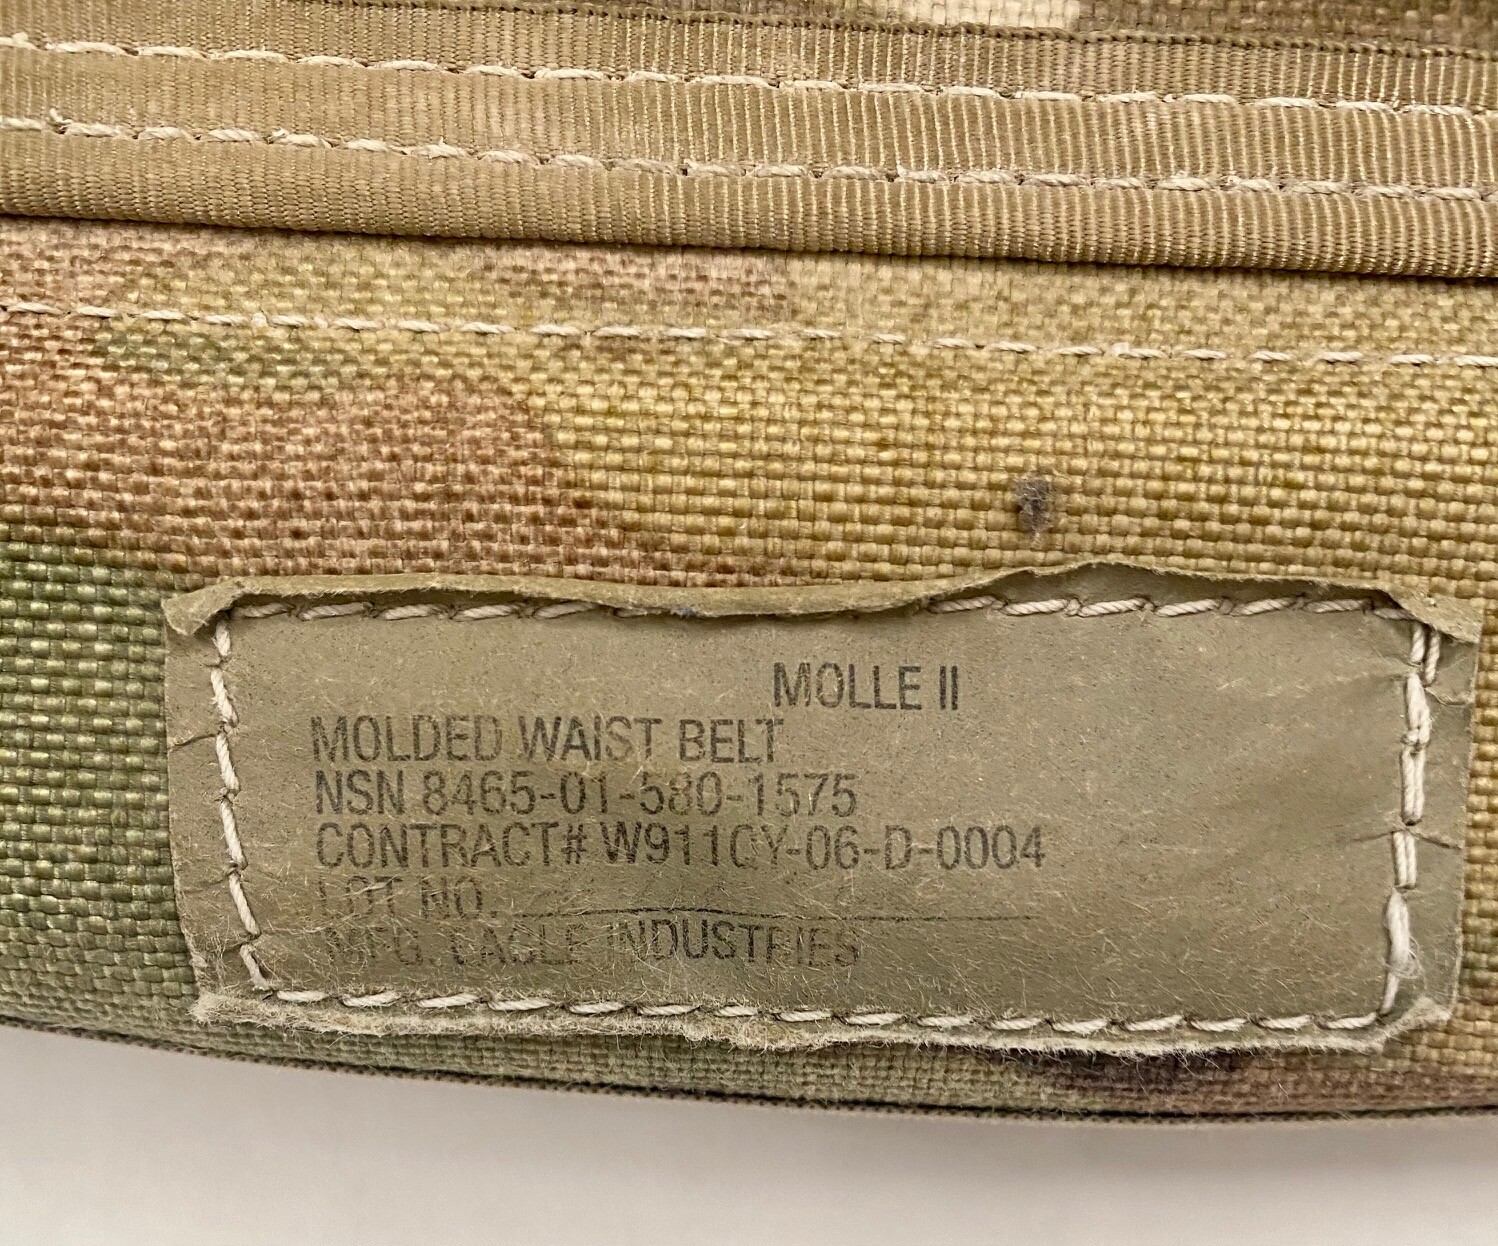 MOLLE II
MOLDED WAIST BELT
NSN 8465-01-580-1575
CONTRACT# W911QY-06-D-0004
LOT NO.
MFG. EAGLE INDUSTRIES